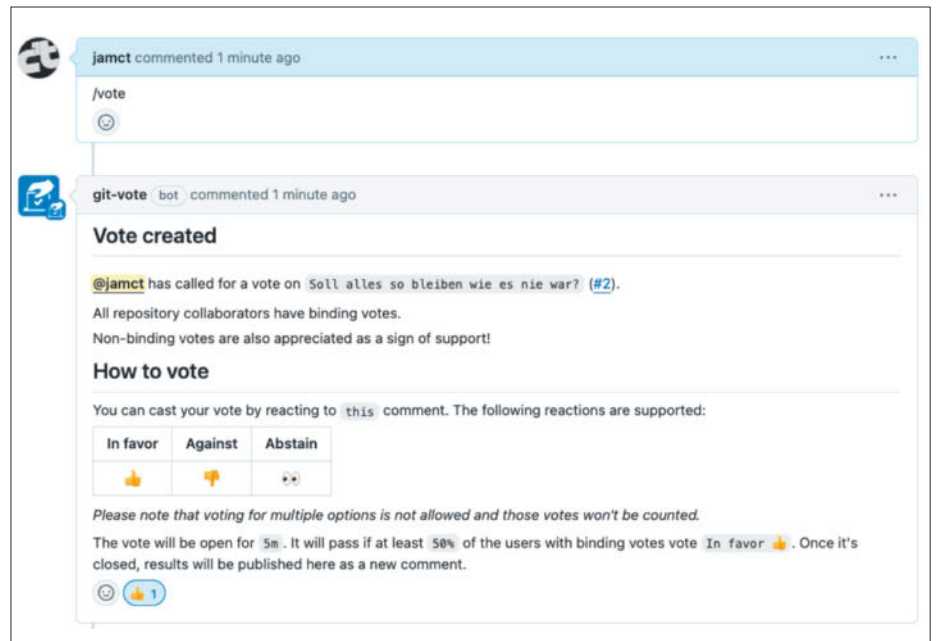 jamct commented 1 minute ago
/vote
git-vote bot commented 1 minute ago
Vote created
@jamct has called for a vote on Soll alles so bleiben wie es nie war? (#2).
All repository collaborators have binding votes.
Non-binding votes are also appreciated as a sign of support!
How to vote
You can cast your vote by reacting to this comment. The following reactions are supported:
In favor Against Abstain
👍 👎 👀
Please note that voting for multiple options is not allowed and those votes won't be counted.
The vote will be open for 5m. It will pass if at least 50% of the users with binding votes vote In favor 👍. Once it's
closed, results will be published here as a new comment.
👍 1